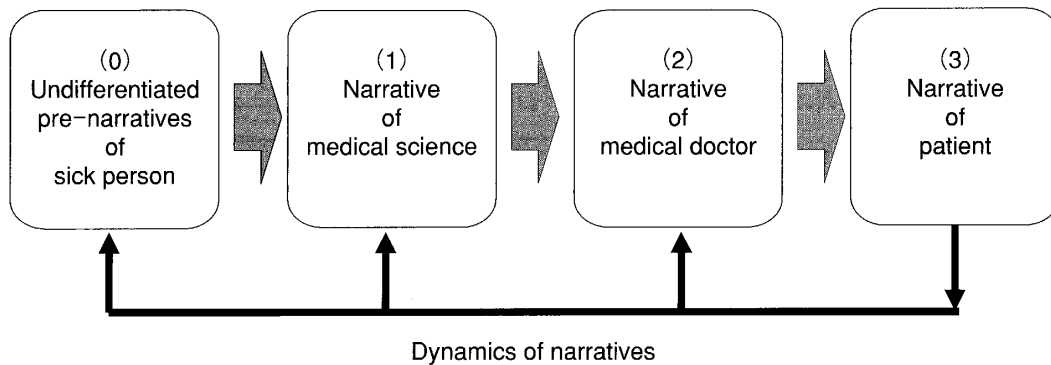 (0)
Undifferentiated
pre-narratives
of
sick person
(1)
Narrative
of
medical science
(2)
Narrative
of
medical doctor
(3)
Narrative
of
patient
Dynamics of narratives